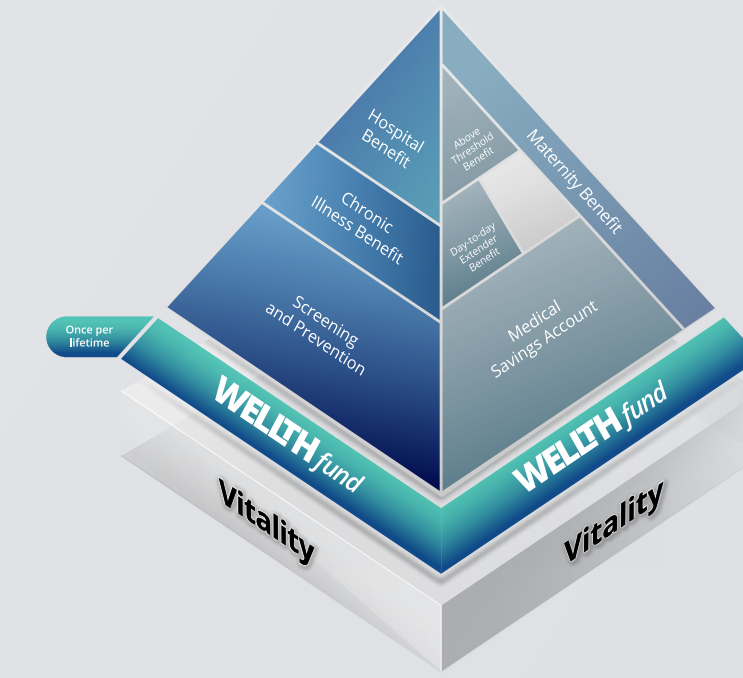 Hospital
Benefit
Chronic
Illness Benefit
Screening
and Prevention
Above
Threshold
Benefit
Maternity Benefit
Day-to-day
Extender
Benefit
Medical
Savings Account
Once per
lifetime
WELLTH fund
WELLTH fund
Vitality
Vitality